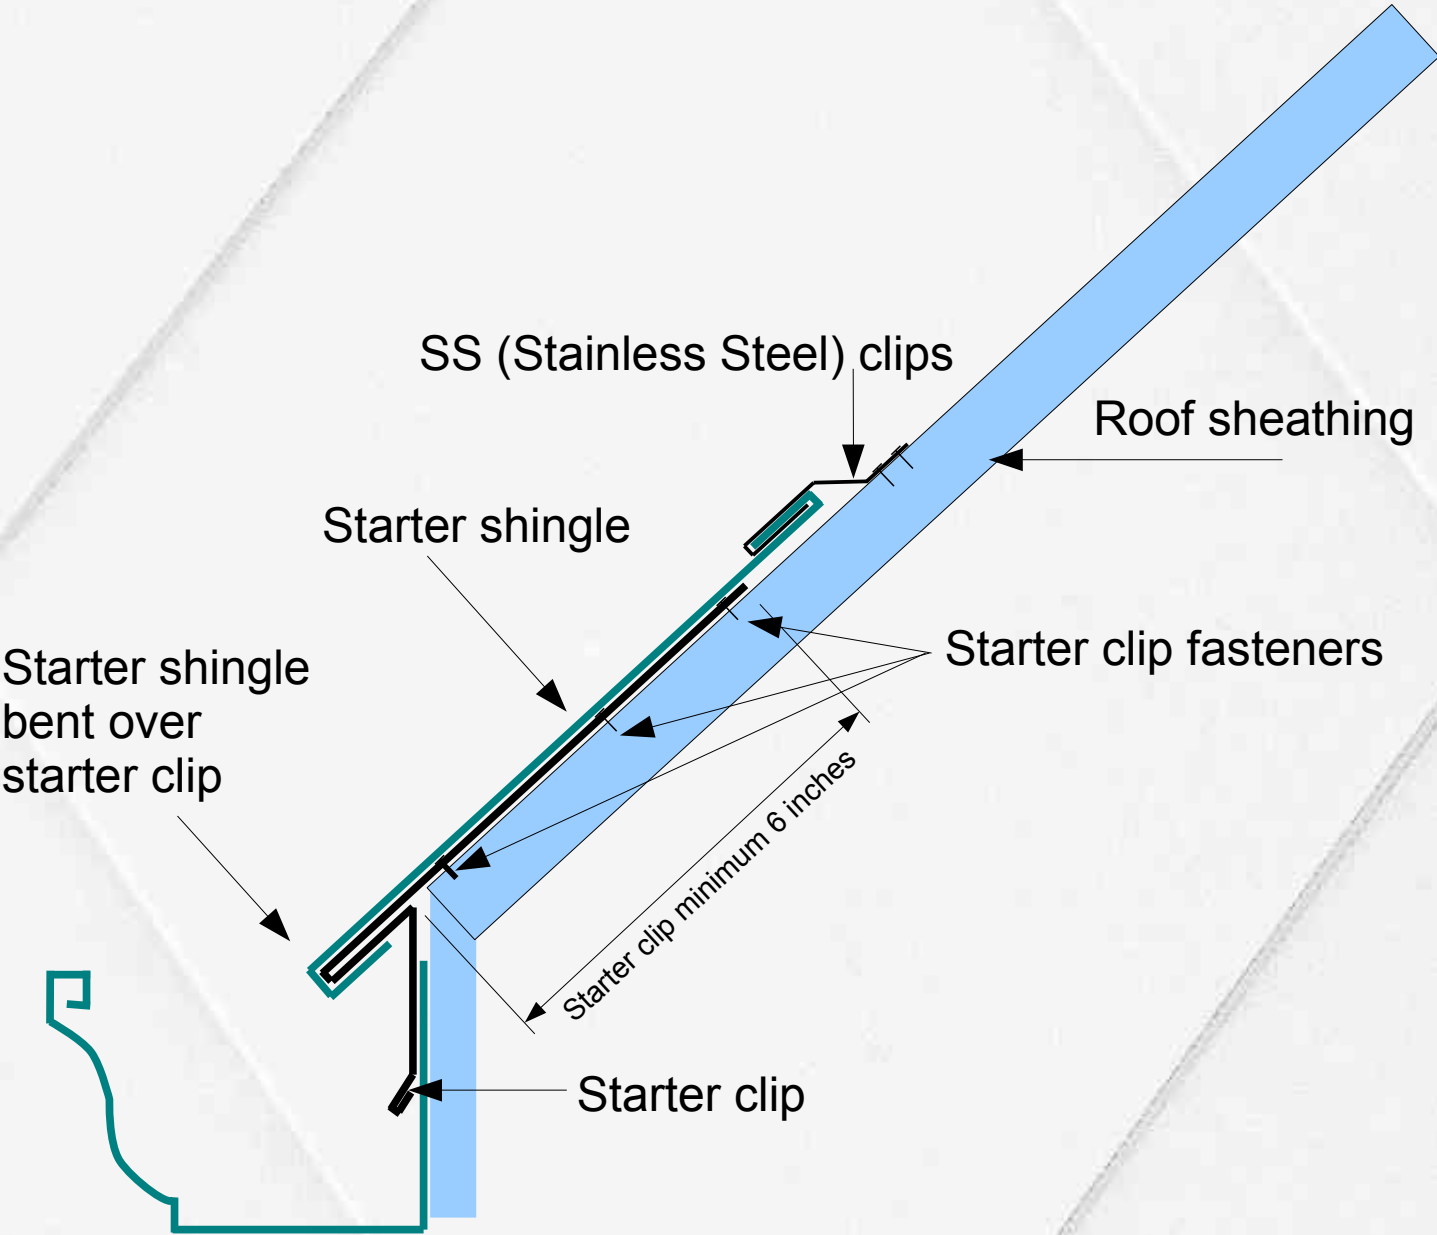 SS (Stainless Steel) clips
Roof sheathing
Starter shingle
Starter clip fasteners
Starter shingle
bent over
starter clip
Starter clip minimum 6 inches
Starter clip